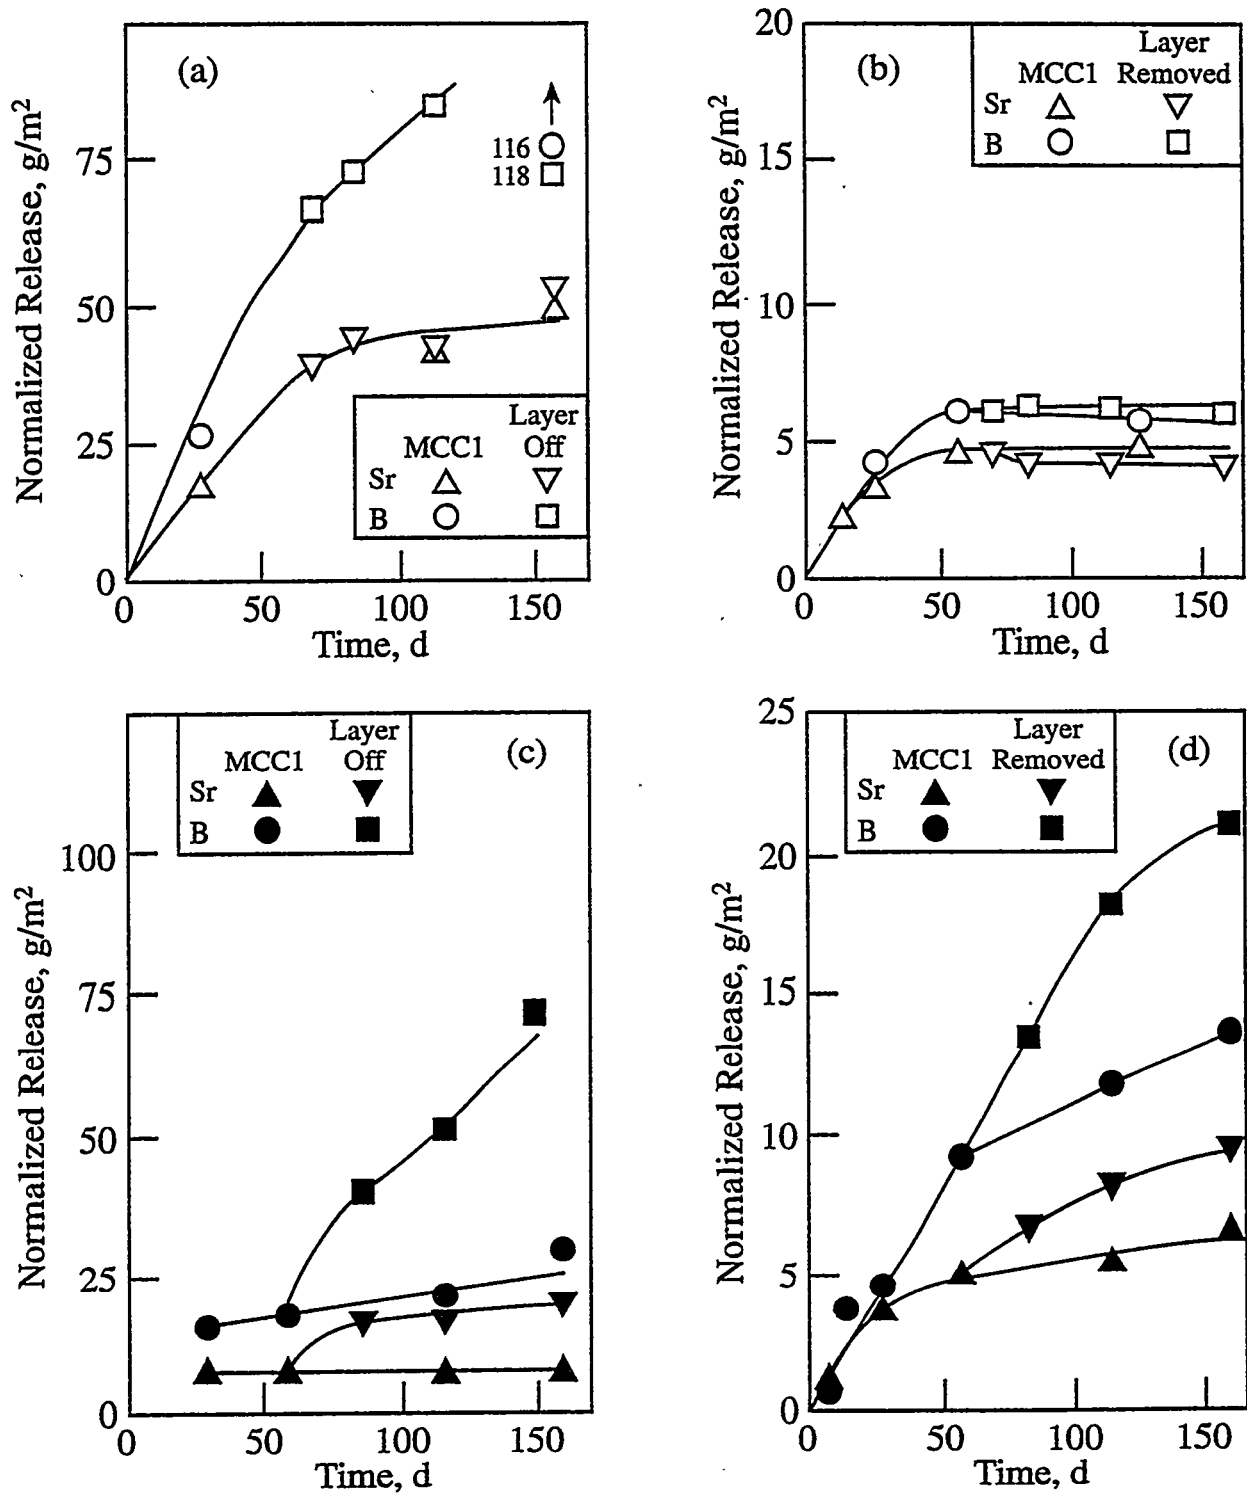 (a)
Normalized Release, g/m²
75
50
25
0
116
118
Layer
MCC1 Off
Sr
B
0 50 100 150
Time, d
(b)
Normalized Release, g/m²
20
15
10
5
0
Layer
MCC1 Removed
Sr
B
0 50 100 150
Time, d
(c)
Normalized Release, g/m²
100
75
50
25
0
Layer
MCC1 Off
Sr
B
0 50 100 150
Time, d
(d)
Normalized Release, g/m²
25
20
15
10
5
0
Layer
MCC1 Removed
Sr
B
0 50 100 150
Time, d